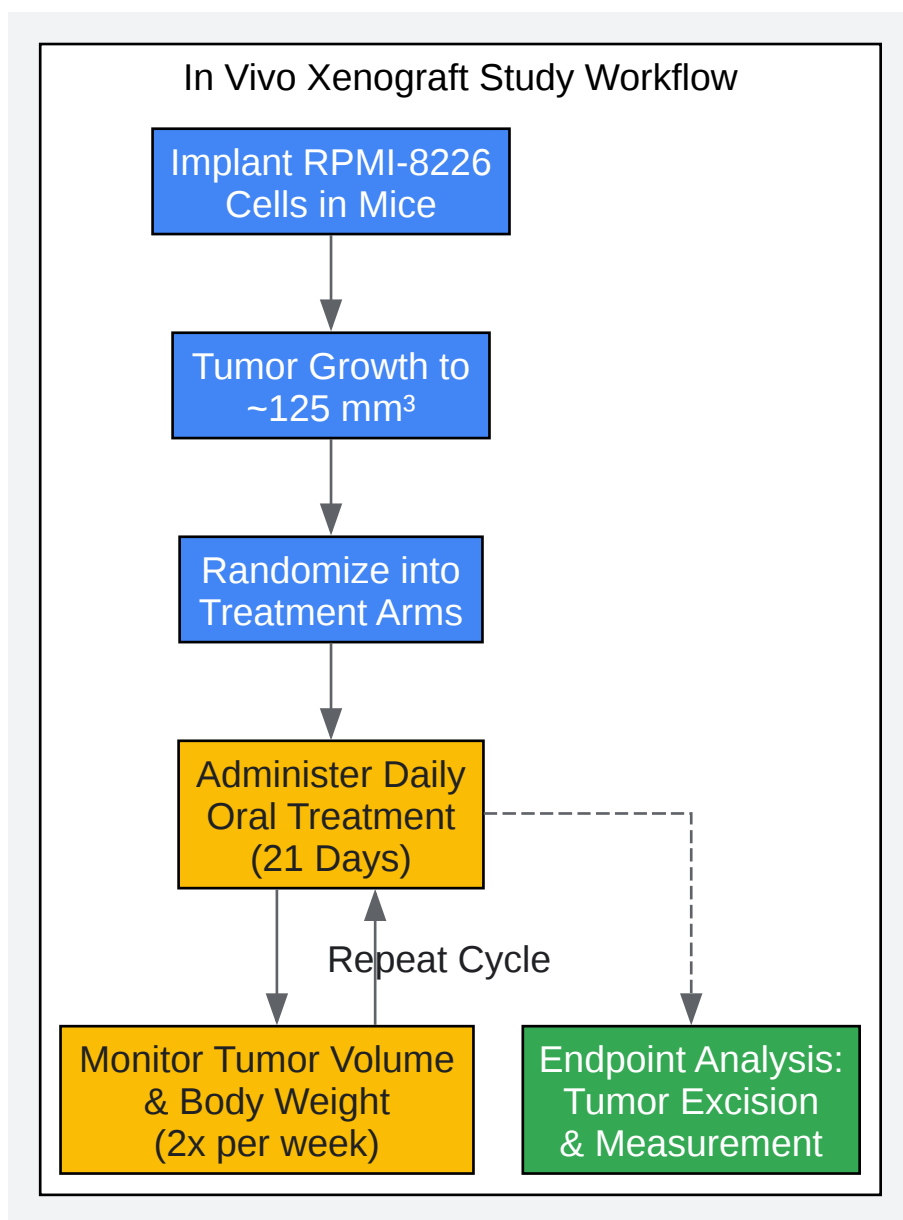 In Vivo Xenograft Study Workflow
Implant RPMI-8226
Cells in Mice
Tumor Growth to
~125 mm³
Randomize into
Treatment Arms
Administer Daily
Oral Treatment
(21 Days)
Repeat Cycle
Monitor Tumor Volume
& Body Weight
(2x per week)
Endpoint Analysis:
Tumor Excision
& Measurement